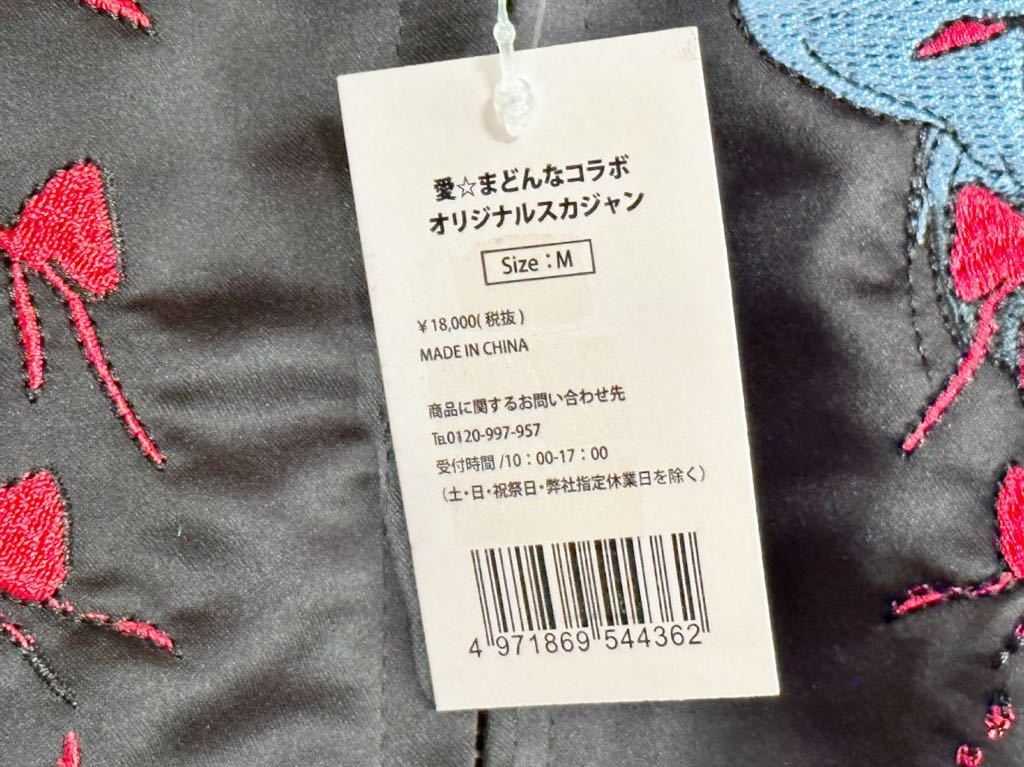 愛☆まどんなコラボ
オリジナルスカジャン
Size：M
¥18,000(税抜)
MADE IN CHINA
商品に関するお問い合わせ先
℡0120-997-957
受付時間/10：00-17：00
（土・日・祝祭日・弊社指定休業日を除く）
4 971869 544362